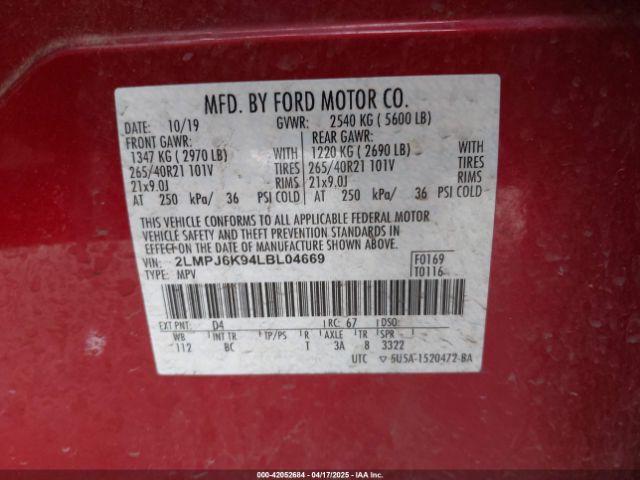 MFD. BY FORD MOTOR CO.
DATE: 10/19 GVWR: 2540 KG ( 5600 LB)
FRONT GAWR: REAR GAWR:
1347 KG ( 2970 LB) WITH 1220 KG ( 2690 LB) WITH
265/40R21 101V TIRES 265/40R21 101V TIRES
21x9.0J RIMS 21x9.0J RIMS
AT 250 kPa/ 36 PSI COLD AT 250 kPa/ 36 PSI COLD
THIS VEHICLE CONFORMS TO ALL APPLICABLE FEDERAL MOTOR
VEHICLE SAFETY AND THEFT PREVENTION STANDARDS IN
EFFECT ON THE DATE OF MANUFACTURE SHOWN ABOVE.
VIN: 2LMPJ6K94LBL04669 F0169
TYPE: MPV T0116
EXT PNT: D4 RC: 67 DSO:
WB INT TR TP/PS R AXLE TR SPR
112 BC T 3A 8 3322
UTC ▽ 5U5A-1520472-BA
00-42052684 - 04/17/2025 - IAAI.CA